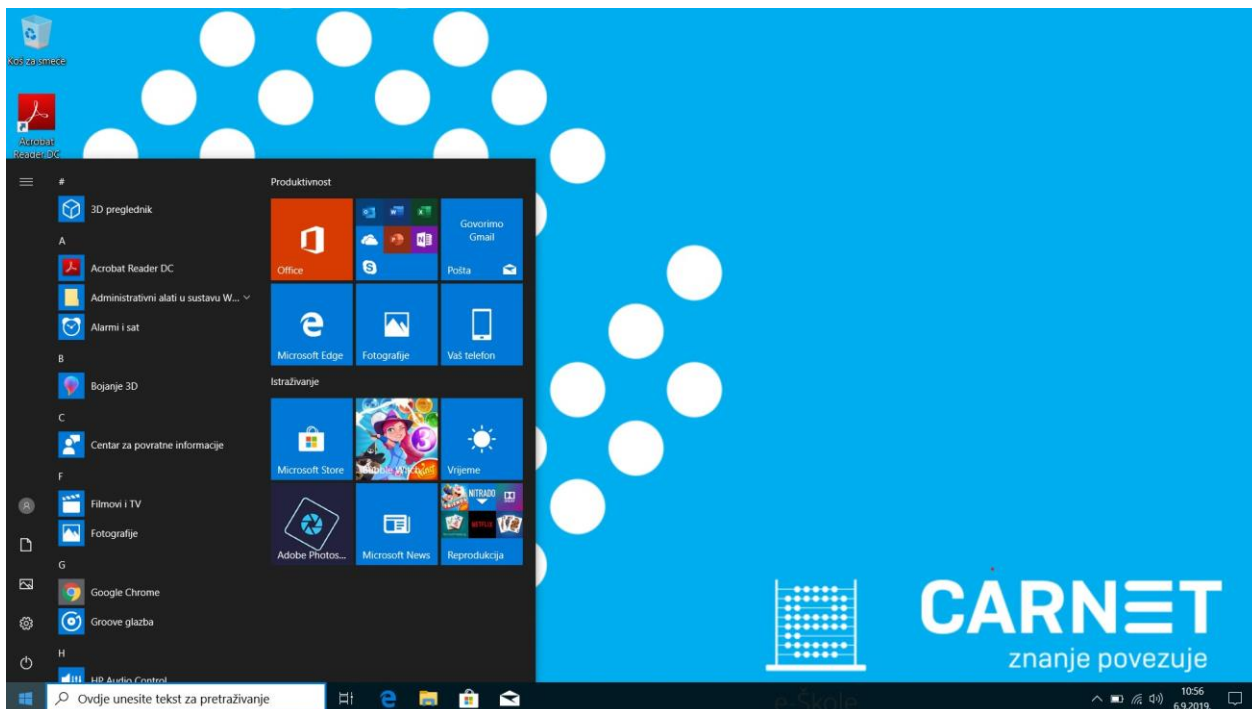 Koš za smeće
Acrobat
Reader DC
#
3D preglednik
A
Acrobat Reader DC
Administrativni alati u sustavu W...
Alarmi i sat
B
Bojanje 3D
C
Centar za povratne informacije
F
Filmovi i TV
Fotografije
G
Google Chrome
Groove glazba
H
HP Audio Control
Produktivnost
Office
Govorimo
Gmail
Pošta
Microsoft Edge
Fotografije
Vaš telefon
Istraživanje
Microsoft Store
Vrijeme
Adobe Photos...
Microsoft News
NITRADO
NETFLIX
Reprodukcija
CARNET
znanje povezuje
e-Škole
Ovdje unesite tekst za pretraživanje
10:56
6.9.2019.